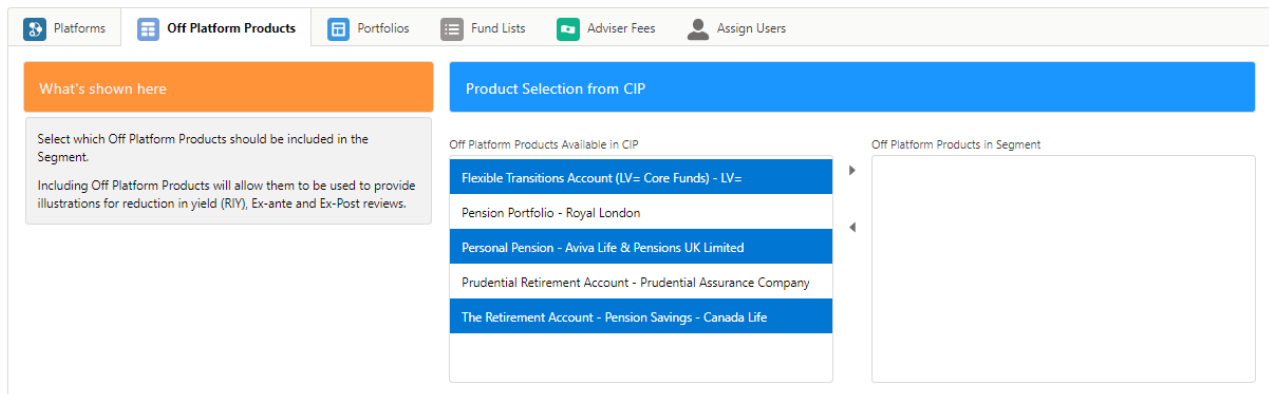 Platforms
Off Platform Products
Portfolios
Fund Lists
Adviser Fees
Assign Users
What's shown here
Select which Off Platform Products should be included in the
Segment.
Including Off Platform Products will allow them to be used to provide
illustrations for reduction in yield (RIY), Ex-ante and Ex-Post reviews.
Product Selection from CIP
Off Platform Products Available in CIP
Flexible Transitions Account (LV= Core Funds) - LV=
Pension Portfolio - Royal London
Personal Pension - Aviva Life & Pensions UK Limited
Prudential Retirement Account - Prudential Assurance Company
The Retirement Account - Pension Savings - Canada Life
Off Platform Products in Segment